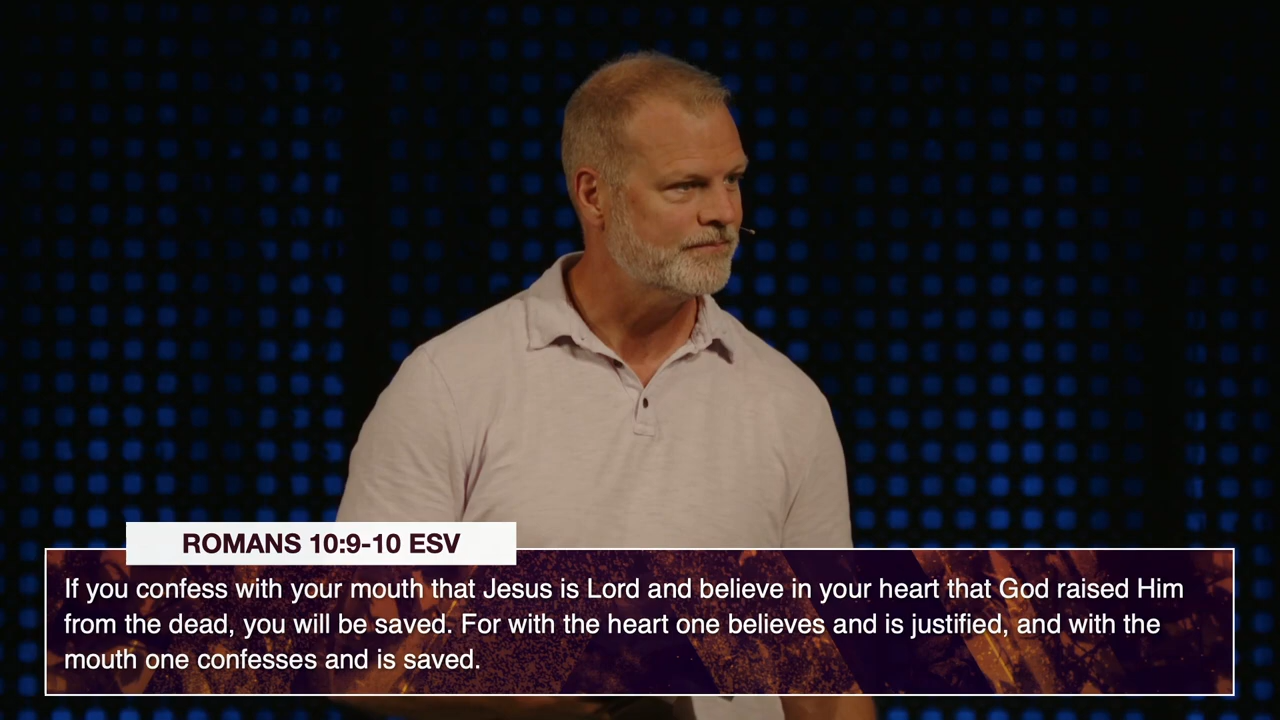 ROMANS 10:9-10 ESV
If you confess with your mouth that Jesus is Lord and believe in your heart that God raised Him
from the dead, you will be saved. For with the heart one believes and is justified, and with the
mouth one confesses and is saved.